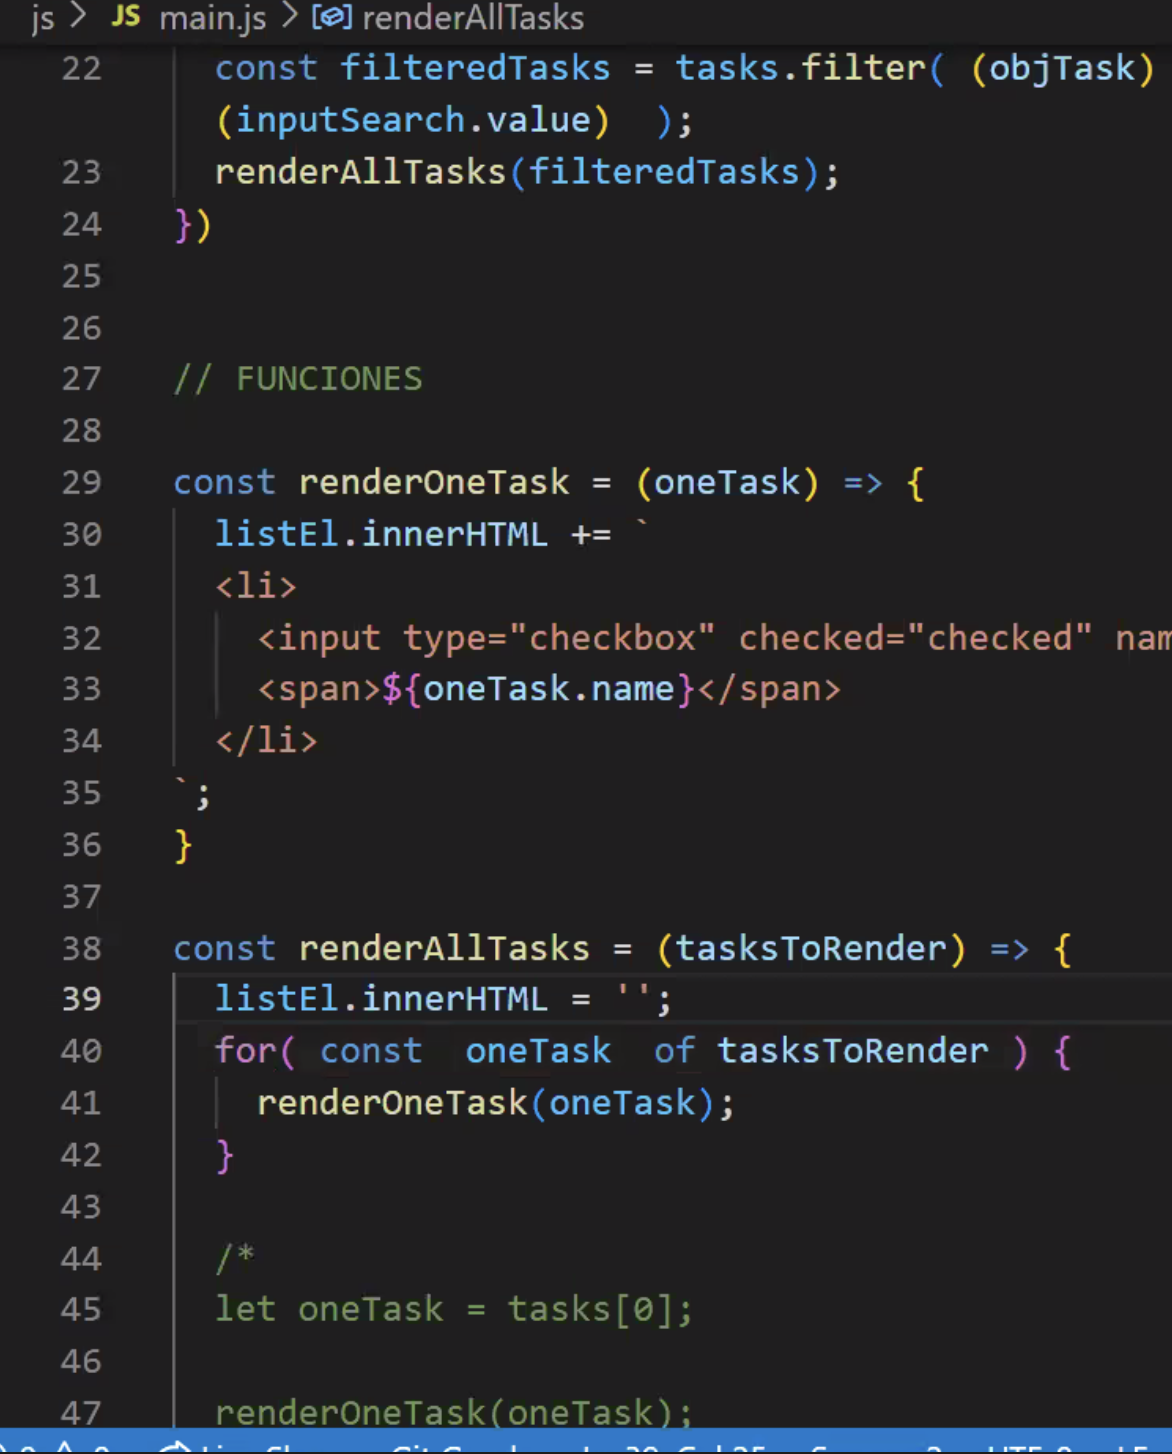 js > JS main.js > renderAllTasks
22 const filteredTasks = tasks.filter( (objTask)
(inputSearch.value) );
23 renderAllTasks(filteredTasks);
24 })
25
26
27 // FUNCIONES
28
29 const renderOneTask = (oneTask) => {
30 listEl.innerHTML += `
31 <li>
32 <input type="checkbox" checked="checked"
33 <span>${oneTask.name}</span>
34 </li>
35 `;
36 }
37
38 const renderAllTasks = (tasksToRender) => {
39 listEl.innerHTML = '';
40 for( const oneTask of tasksToRender ) {
41 renderOneTask(oneTask);
42 }
43
44 /*
45 let oneTask = tasks[0];
46
47 renderOneTask(oneTask);